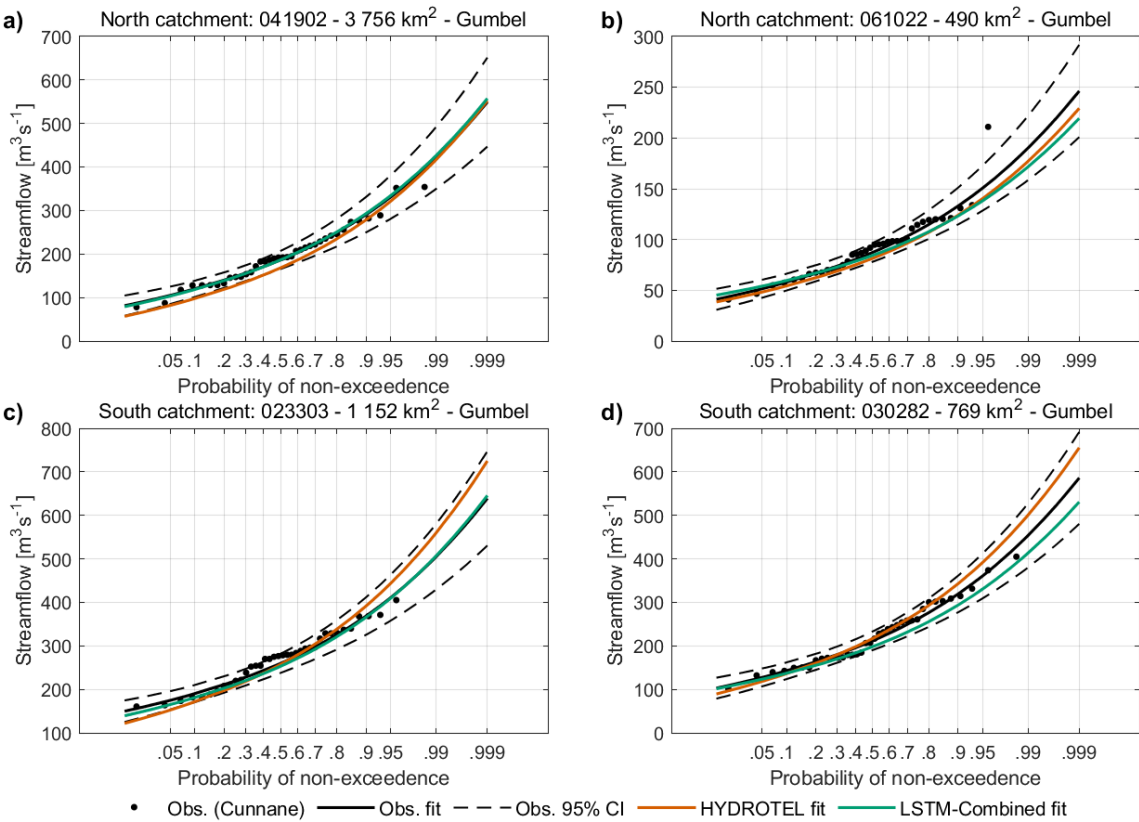 a) North catchment: 041902 - 3 756 km² - Gumbel
700
600
500
400
300
200
100
0
Streamflow [m³s⁻¹]
.05 .1 .2 .3 .4 .5 .6 .7 .8 .9 .95 .99 .999
Probability of non-exceedence
b) North catchment: 061022 - 490 km² - Gumbel
300
250
200
150
100
50
0
Streamflow [m³s⁻¹]
.05 .1 .2 .3 .4 .5 .6 .7 .8 .9 .95 .99 .999
Probability of non-exceedence
c) South catchment: 023303 - 1 152 km² - Gumbel
800
700
600
500
400
300
200
100
Streamflow [m³s⁻¹]
.05 .1 .2 .3 .4 .5 .6 .7 .8 .9 .95 .99 .999
Probability of non-exceedence
d) South catchment: 030282 - 769 km² - Gumbel
700
600
500
400
300
200
100
0
Streamflow [m³s⁻¹]
.05 .1 .2 .3 .4 .5 .6 .7 .8 .9 .95 .99 .999
Probability of non-exceedence
Obs. (Cunnane) Obs. fit Obs. 95% CI HYDROTEL fit LSTM-Combined fit